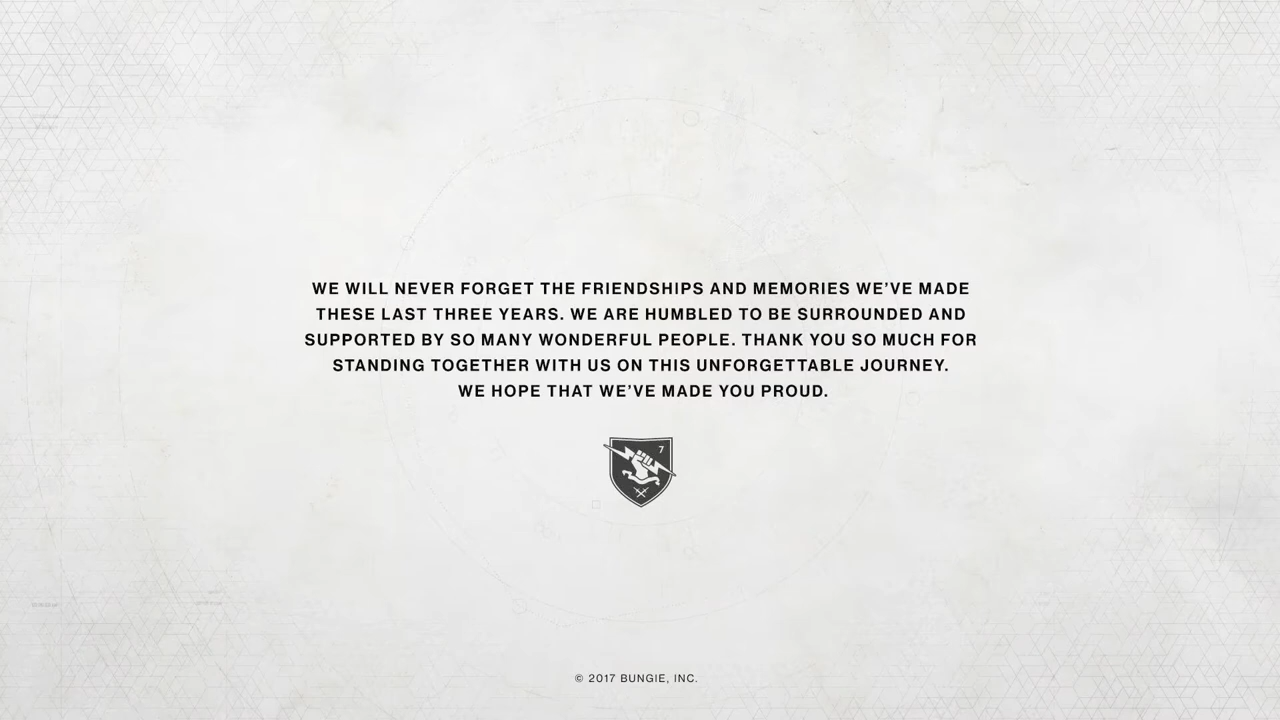 WE WILL NEVER FORGET THE FRIENDSHIPS AND MEMORIES WE’VE MADE
THESE LAST THREE YEARS. WE ARE HUMBLED TO BE SURROUNDED AND
SUPPORTED BY SO MANY WONDERFUL PEOPLE. THANK YOU SO MUCH FOR
STANDING TOGETHER WITH US ON THIS UNFORGETTABLE JOURNEY.
WE HOPE THAT WE’VE MADE YOU PROUD.
7
© 2017 BUNGIE, INC.